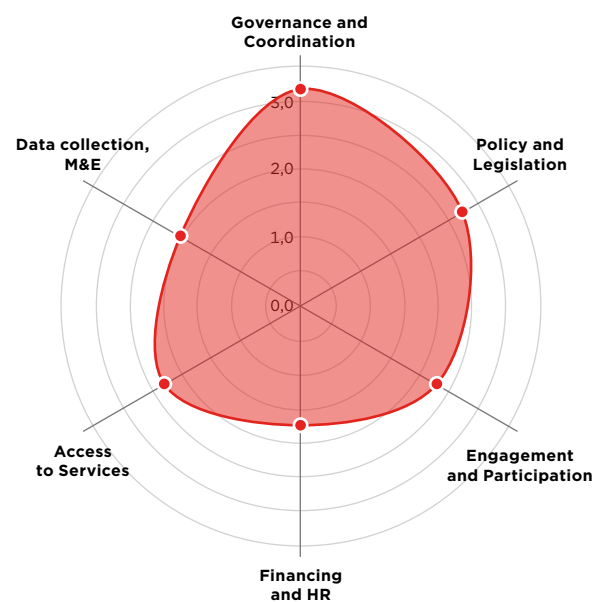 Governance and
Coordination
3,0
Data collection,
M&E
Policy and
Legislation
2,0
1,0
0,0
Access
to Services
Engagement
and Participation
Financing
and HR